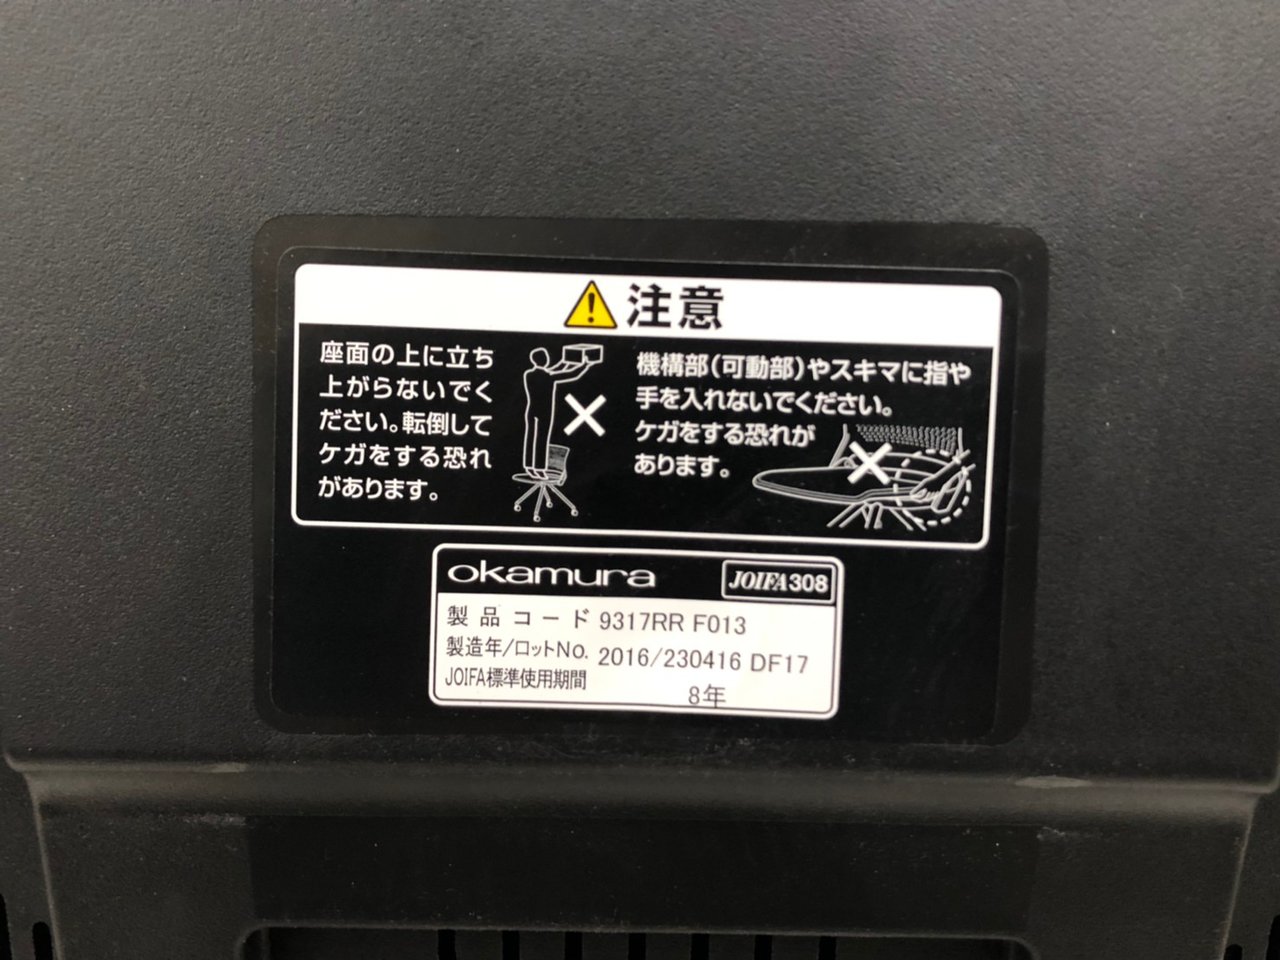 注意
座面の上に立ち
上がらないでく
ださい。転倒して
ケガをする恐れ
があります。
機構部(可動部)やスキマに指や
手を入れないでください。
ケガをする恐れが
あります。
okamura
JOIFA308
製品コード 9317RR F013
製造年/ロットNo. 2016/230416 DF17
JOIFA標準使用期間 8年